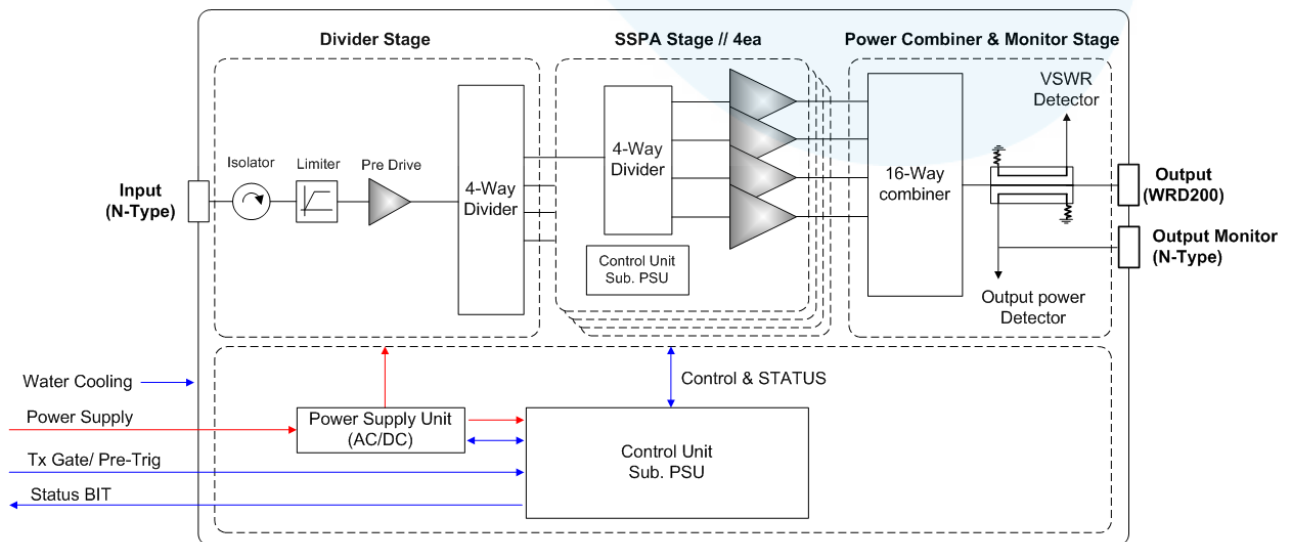 Divider Stage
SSPA Stage // 4ea
Power Combiner & Monitor Stage
VSWR
Detector
Isolator
Limiter
Pre Drive
4-Way
Divider
4-Way
Divider
16-Way
combiner
Input
(N-Type)
Output
(WRD200)
Output Monitor
(N-Type)
Control Unit
Sub. PSU
Output power
Detector
Water Cooling
Control & STATUS
Power Supply
Power Supply Unit
(AC/DC)
Control Unit
Sub. PSU
Tx Gate/ Pre-Trig
Status BIT